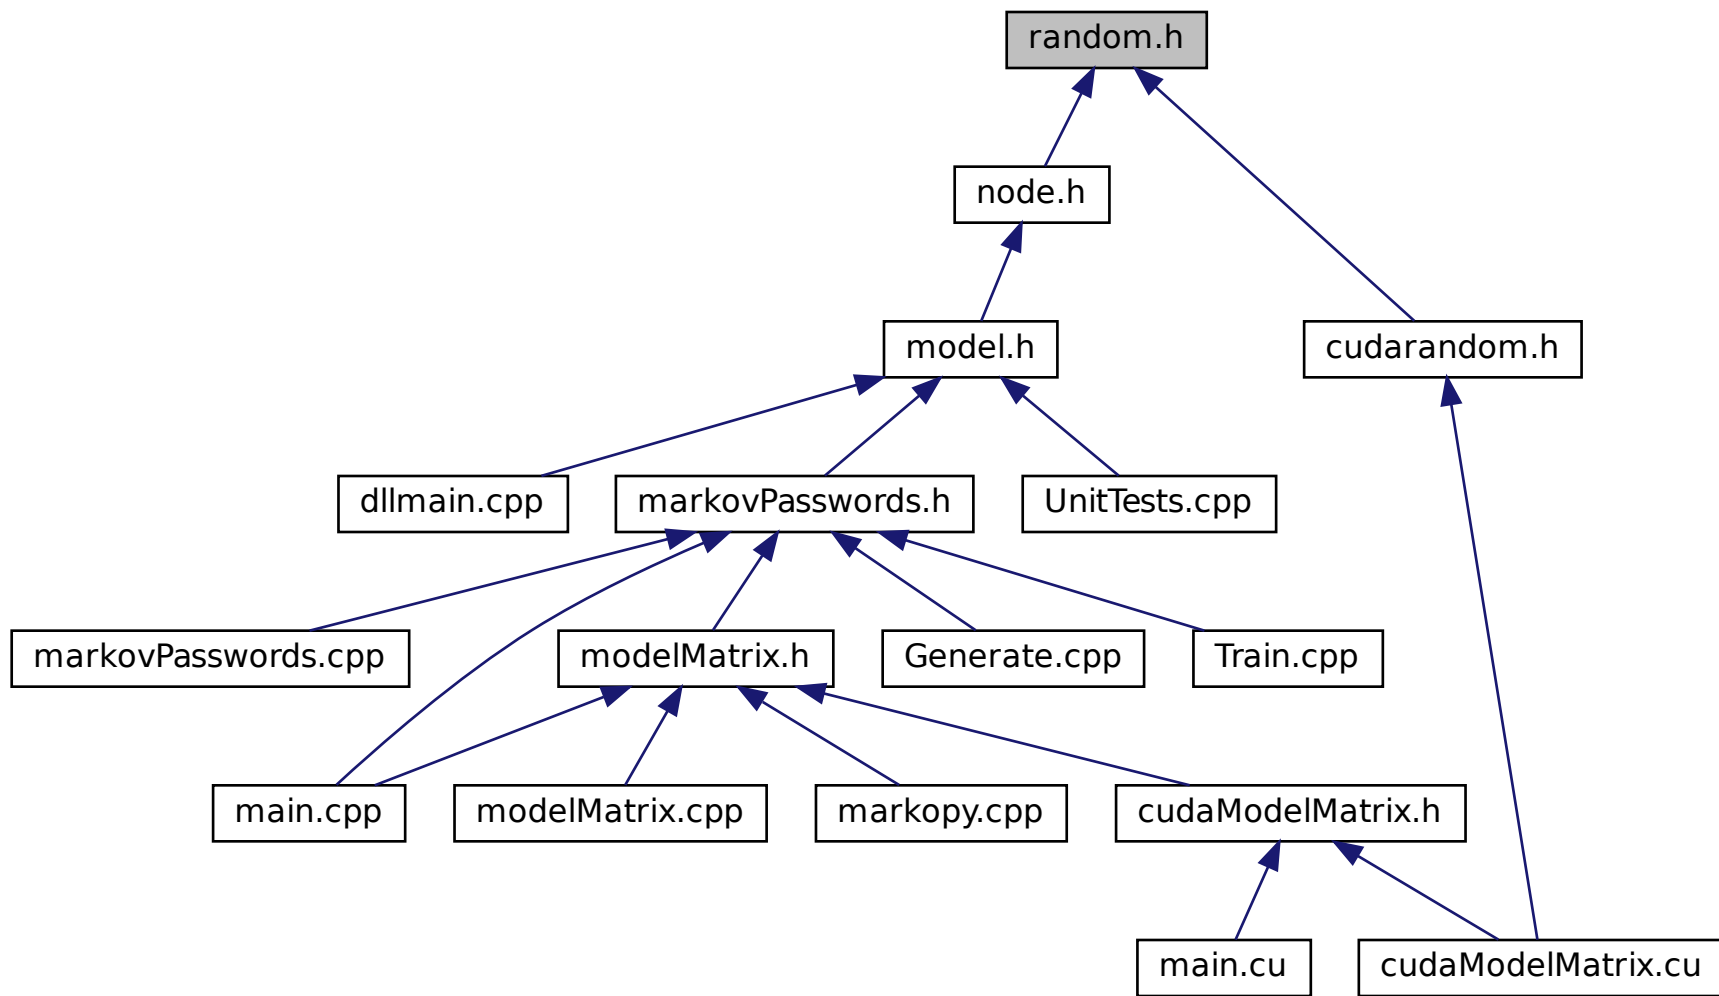 random.h
node.h
model.h
cudarandom.h
dllmain.cpp
markovPasswords.h
UnitTests.cpp
markovPasswords.cpp
modelMatrix.h
Generate.cpp
Train.cpp
main.cpp
modelMatrix.cpp
markopy.cpp
cudaModelMatrix.h
main.cu
cudaModelMatrix.cu